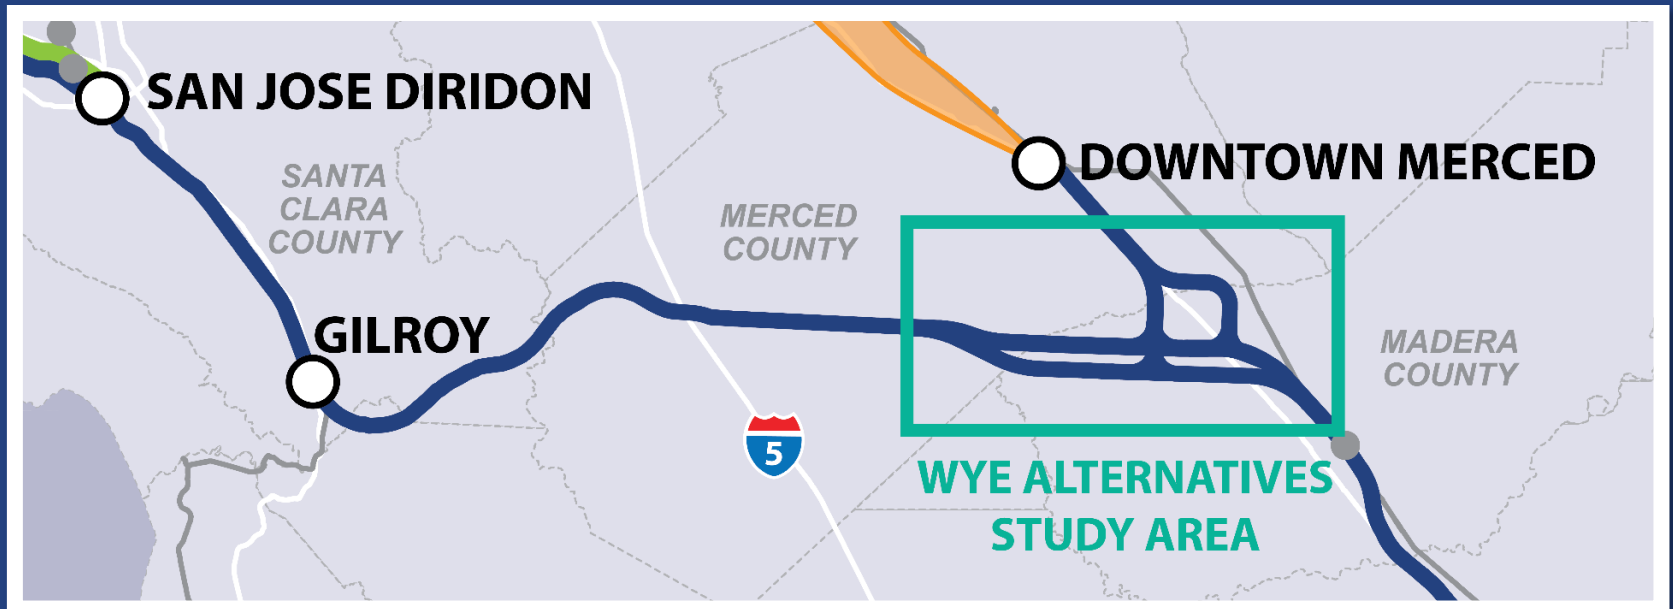 SAN JOSE DIRIDON
DOWNTOWN MERCED
SANTA
CLARA
COUNTY
MERCED
COUNTY
GILROY
MADERA
COUNTY
5
WYE ALTERNATIVES
STUDY AREA